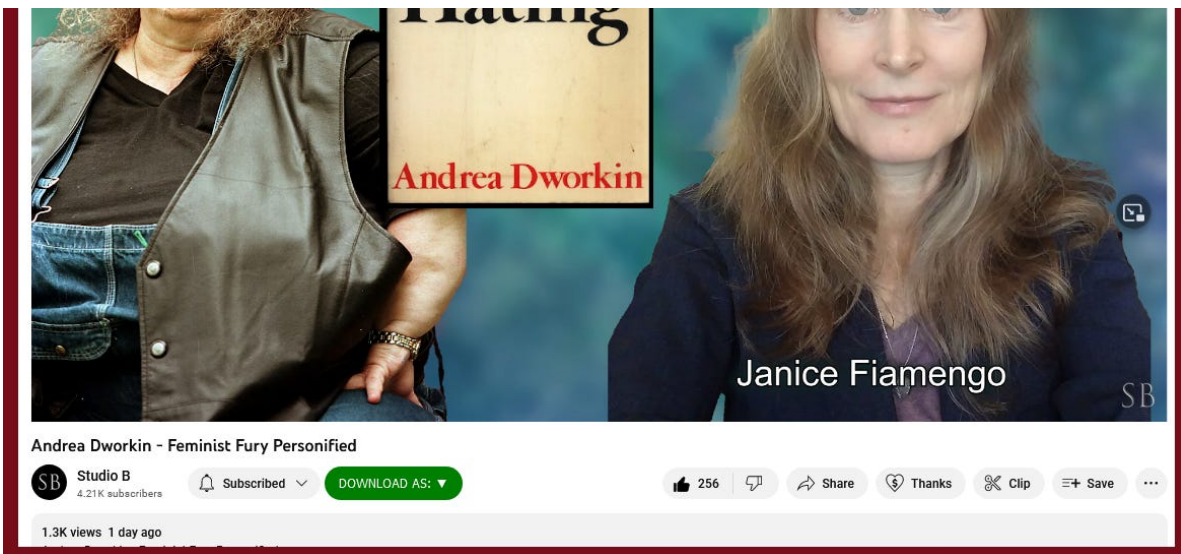 Hating
Andrea Dworkin
Janice Fiamengo
SB
Andrea Dworkin - Feminist Fury Personified
SB
Studio B
4.21K subscribers
Subscribed
DOWNLOAD AS: ▼
256
Share
Thanks
Clip
Save
...
1.3K views 1 day ago